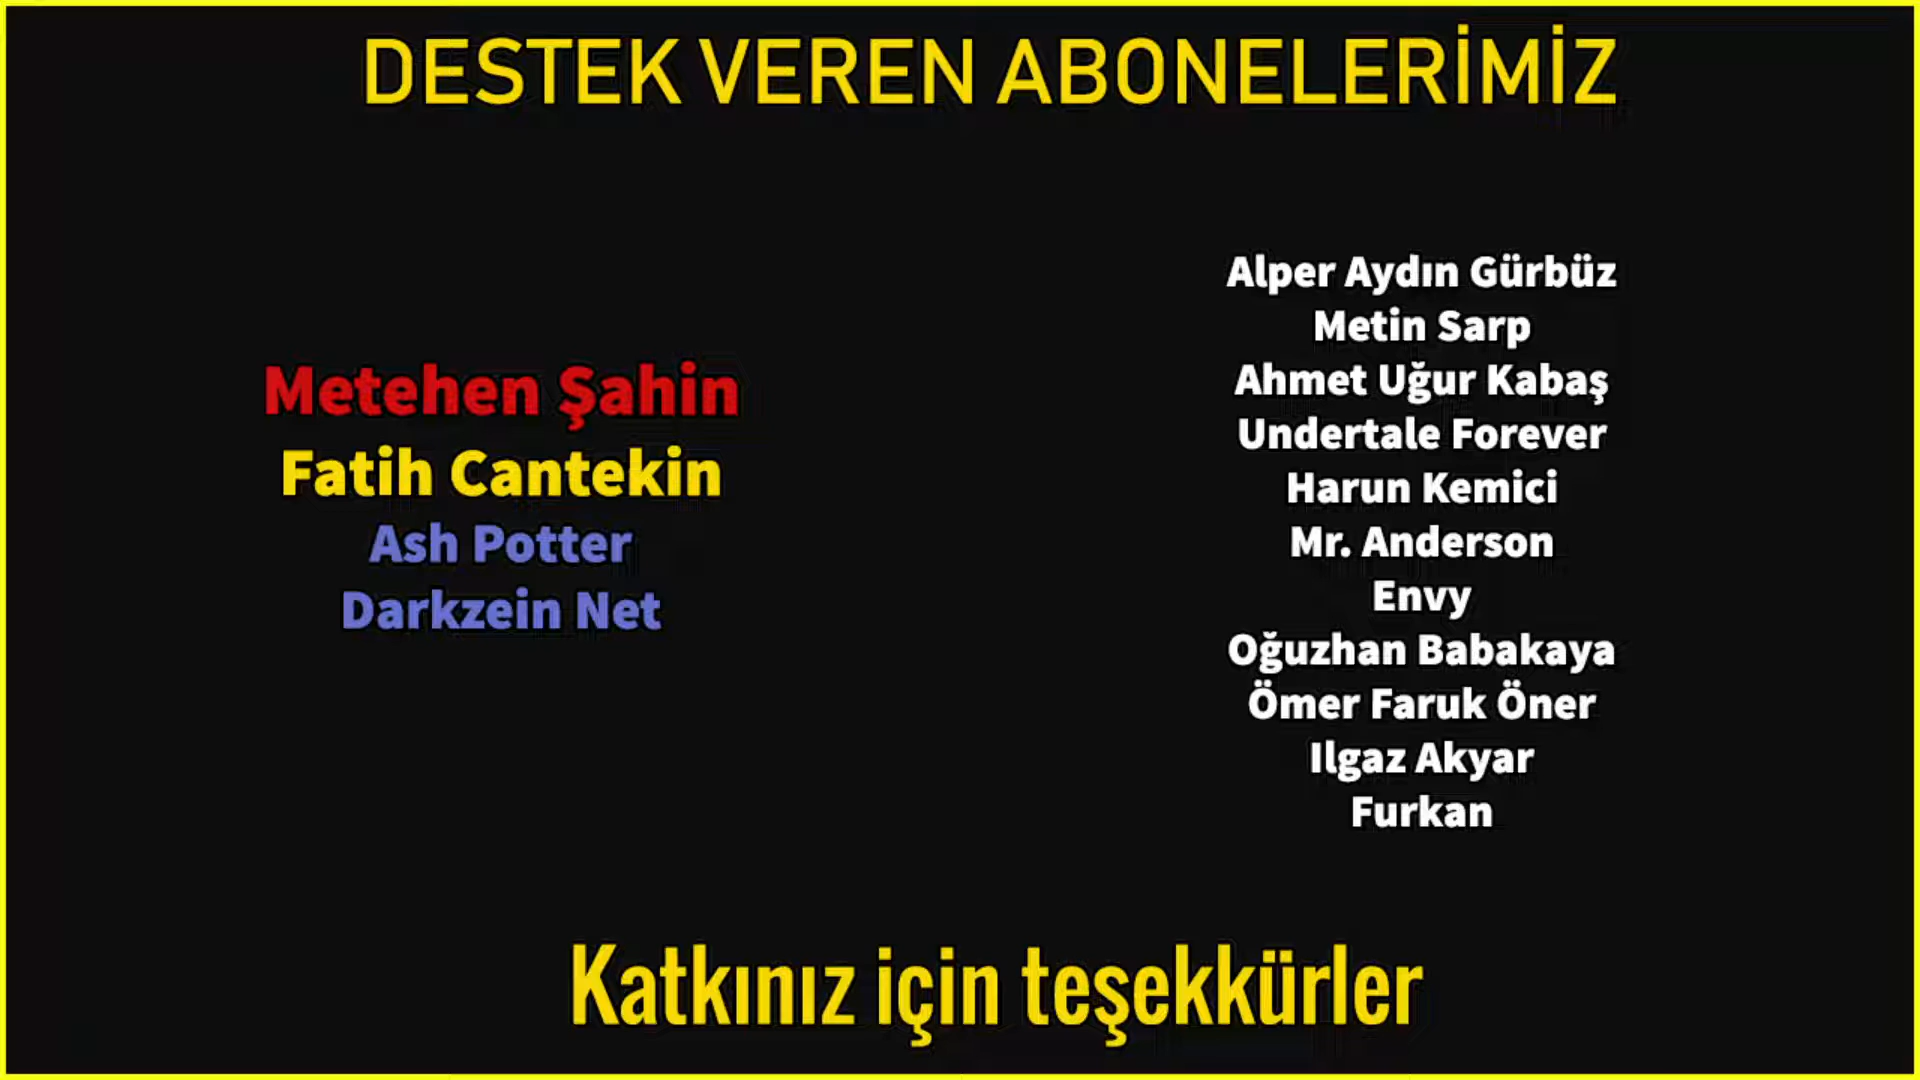 DESTEK VEREN ABONELERİMİZ
Metehen Şahin
Fatih Cantekin
Ash Potter
Darkzein Net
Alper Aydın Gürbüz
Metin Sarp
Ahmet Uğur Kabaş
Undertale Forever
Harun Kemici
Mr. Anderson
Envy
Oğuzhan Babakaya
Ömer Faruk Öner
Ilgaz Akyar
Furkan
Katkınız için teşekkürler